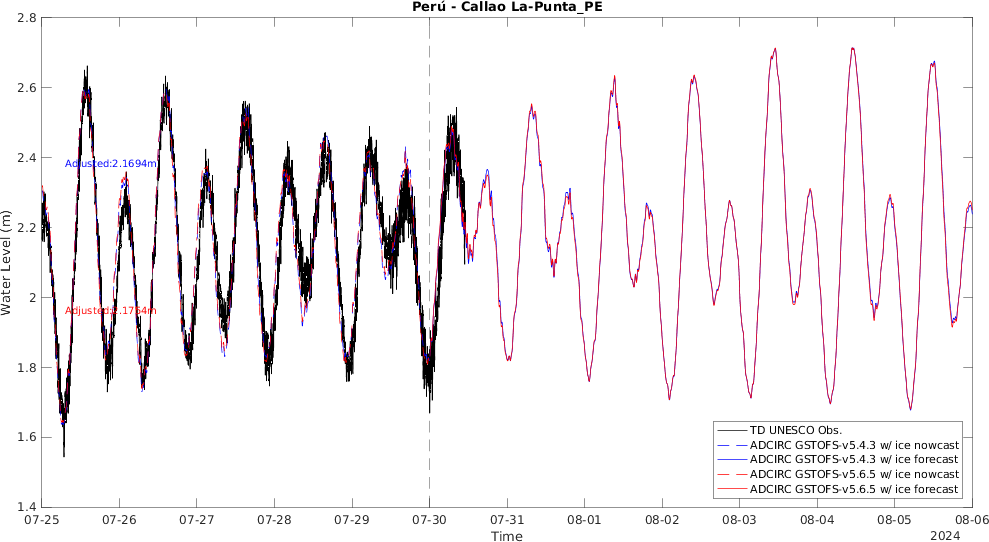 Perú - Callao La-Punta_PE
2.8
2.6
2.4
2.2
2
1.8
1.6
1.4
Water Level (m)
Adjusted:2.1694m
Adjusted:2.1764m
TD UNESCO Obs.
ADCIRC GSTOFS-v5.4.3 w/ ice nowcast
ADCIRC GSTOFS-v5.4.3 w/ ice forecast
ADCIRC GSTOFS-v5.6.5 w/ ice nowcast
ADCIRC GSTOFS-v5.6.5 w/ ice forecast
07-25 07-26 07-27 07-28 07-29 07-30 07-31 08-01 08-02 08-03 08-04 08-05 08-06
Time
2024